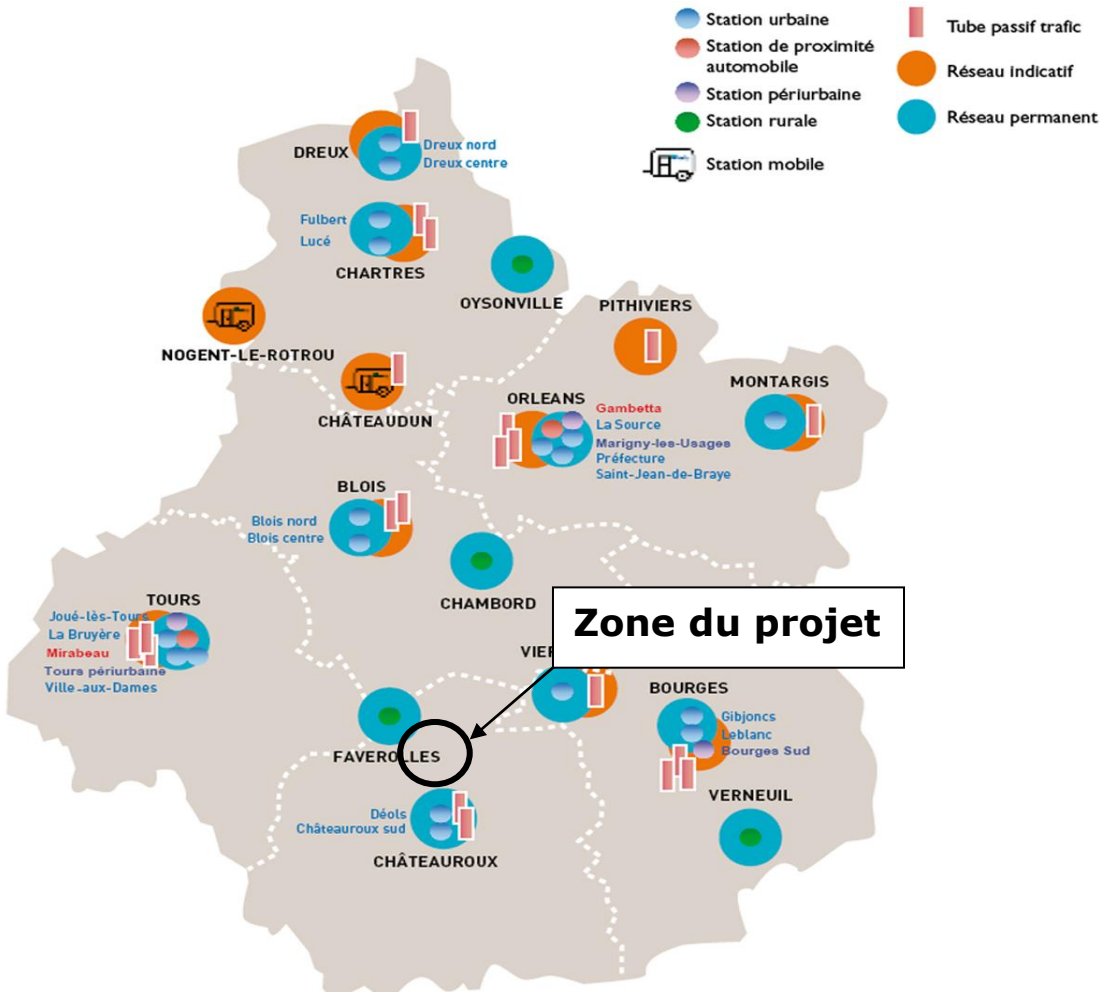 Station urbaine
Station de proximité
automobile
Station périurbaine
Station rurale
Station mobile
Tube passif trafic
Réseau indicatif
Réseau permanent
DREUX
Dreux nord
Dreux centre
Fulbert
Lucé
CHARTRES
OYSONVILLE
PITHIVIERS
NOGENT-LE-ROTROU
CHÂTEAUDUN
MONTARGIS
ORLEANS
Gambetta
La Source
Marigny-les-Usages
Préfecture
Saint-Jean-de-Braye
BLOIS
Blois nord
Blois centre
CHAMBORD
TOURS
Joué-lès-Tours
La Bruyère
Mirabeau
Tours périurbaine
Ville-aux-Dames
Zone du projet
VIER
BOURGES
Gibjoncs
Leblanc
Bourges Sud
FAVEROLLES
VERNEUIL
Déols
Châteauroux sud
CHÂTEAUROUX